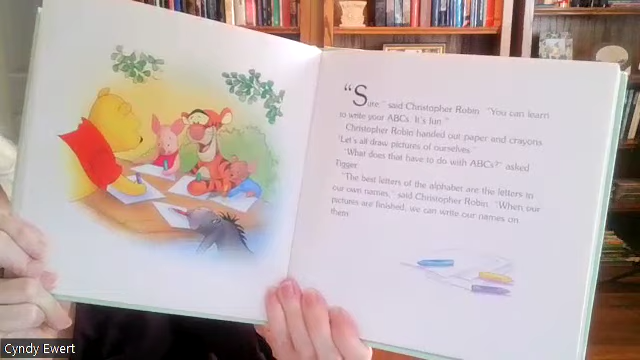 "Sure," said Christopher Robin. "You can learn
to write your ABCs. It's fun."
Christopher Robin handed out paper and crayons.
"Let's all draw pictures of ourselves."
"What does that have to do with ABCs?" asked
Tigger.
"The best letters of the alphabet are the letters in
our own names," said Christopher Robin. "When our
pictures are finished, we can write our names on
them.
Cyndy Ewert